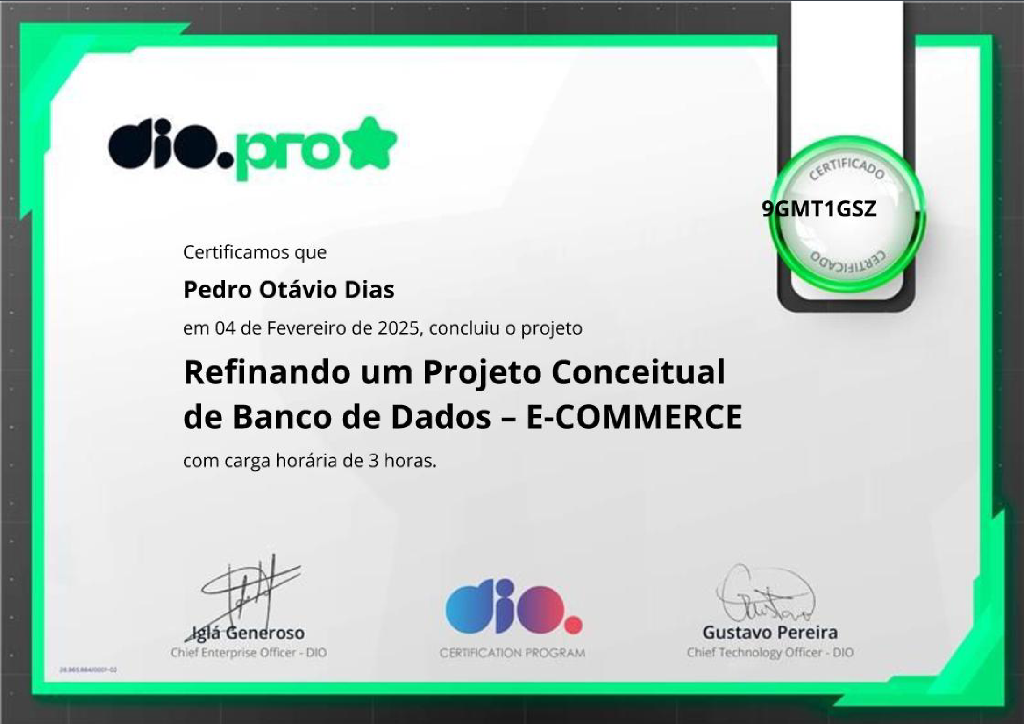 dio.pro
CERTIFICADO
9GMT1GSZ
CERTIFICADO
Certificamos que
Pedro Otávio Dias
em 04 de Fevereiro de 2025, concluiu o projeto
Refinando um Projeto Conceitual
de Banco de Dados – E-COMMERCE
com carga horária de 3 horas.
Iglá Generoso
Chief Enterprise Officer - DIO
dio.
CERTIFICATION PROGRAM
Gustavo Pereira
Chief Technology Officer - DIO